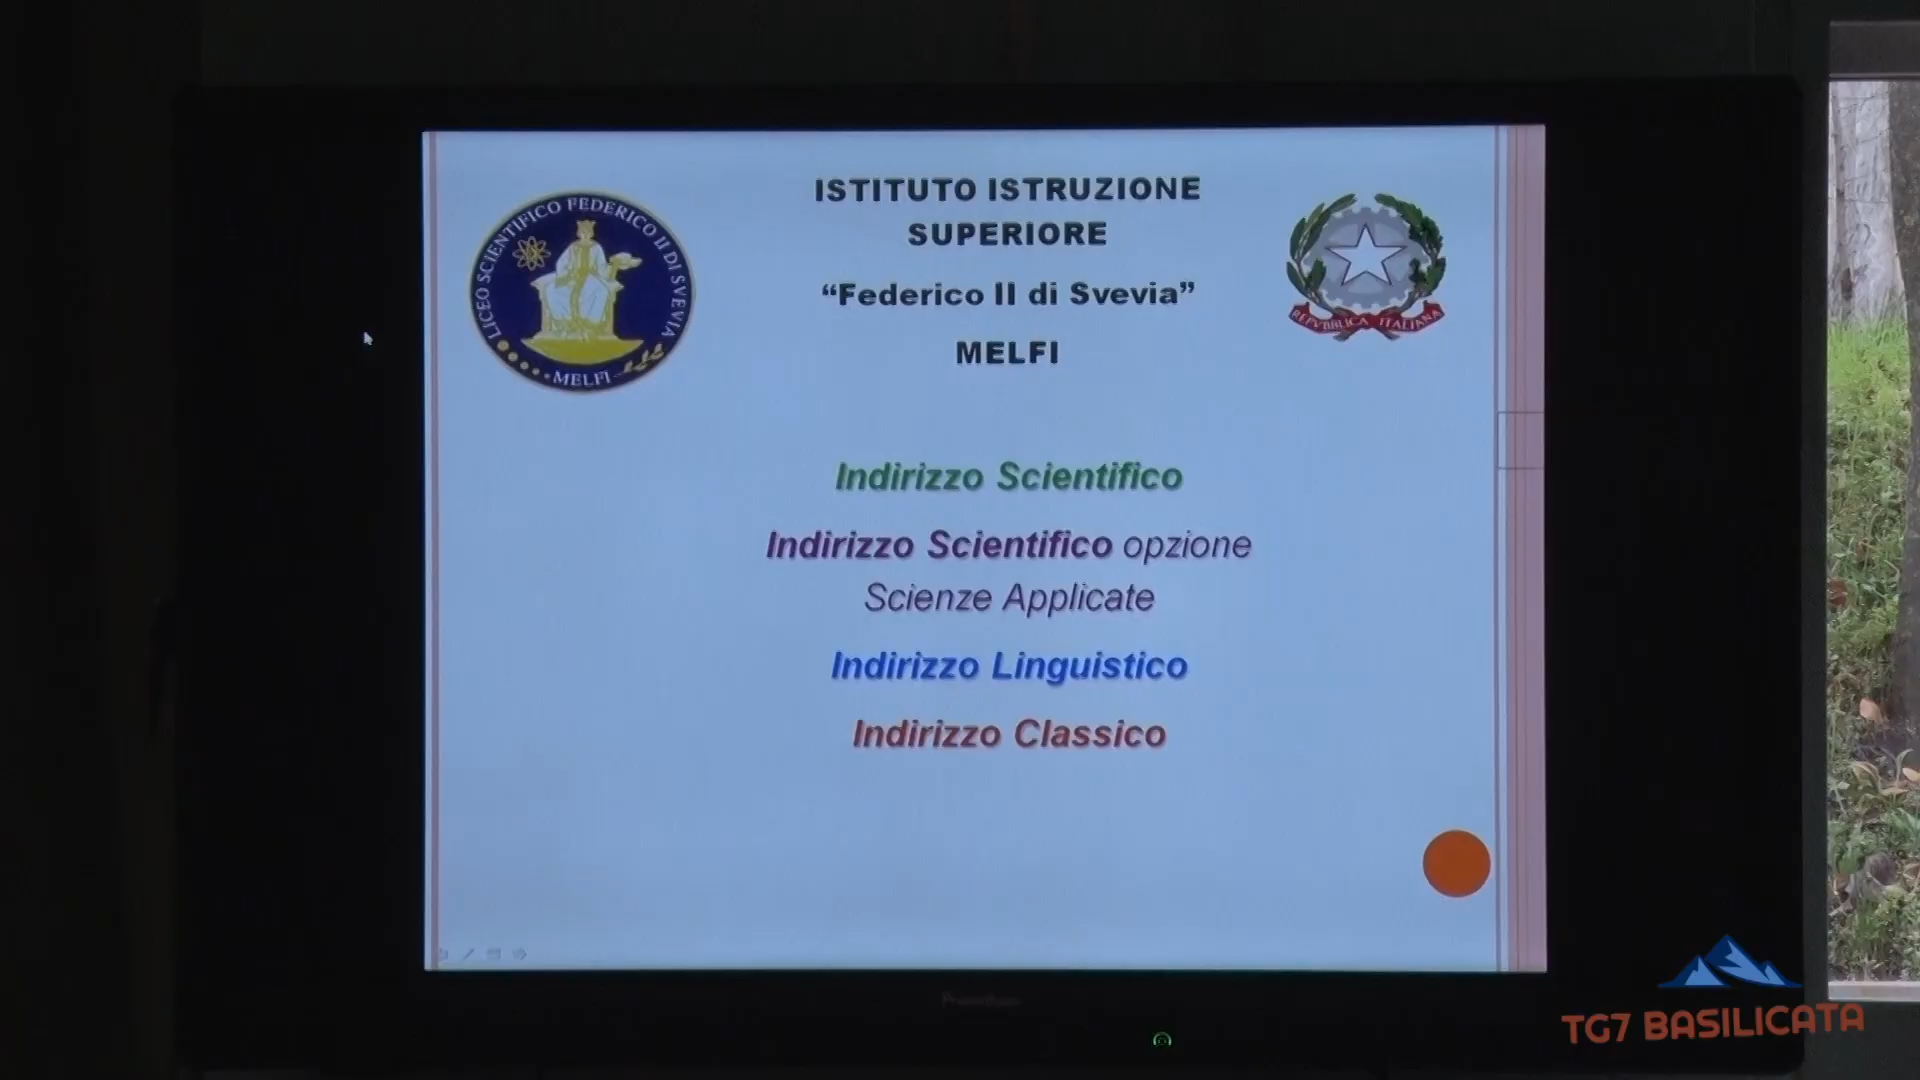 ISTITUTO ISTRUZIONE
SUPERIORE
“Federico II di Svevia”
MELFI
LICEO SCIENTIFICO FEDERICO II DI SVEVIA
MELFI
REPVBBLICA ITALIANA
Indirizzo Scientifico
Indirizzo Scientifico opzione
Scienze Applicate
Indirizzo Linguistico
Indirizzo Classico
TG7 BASILICATA